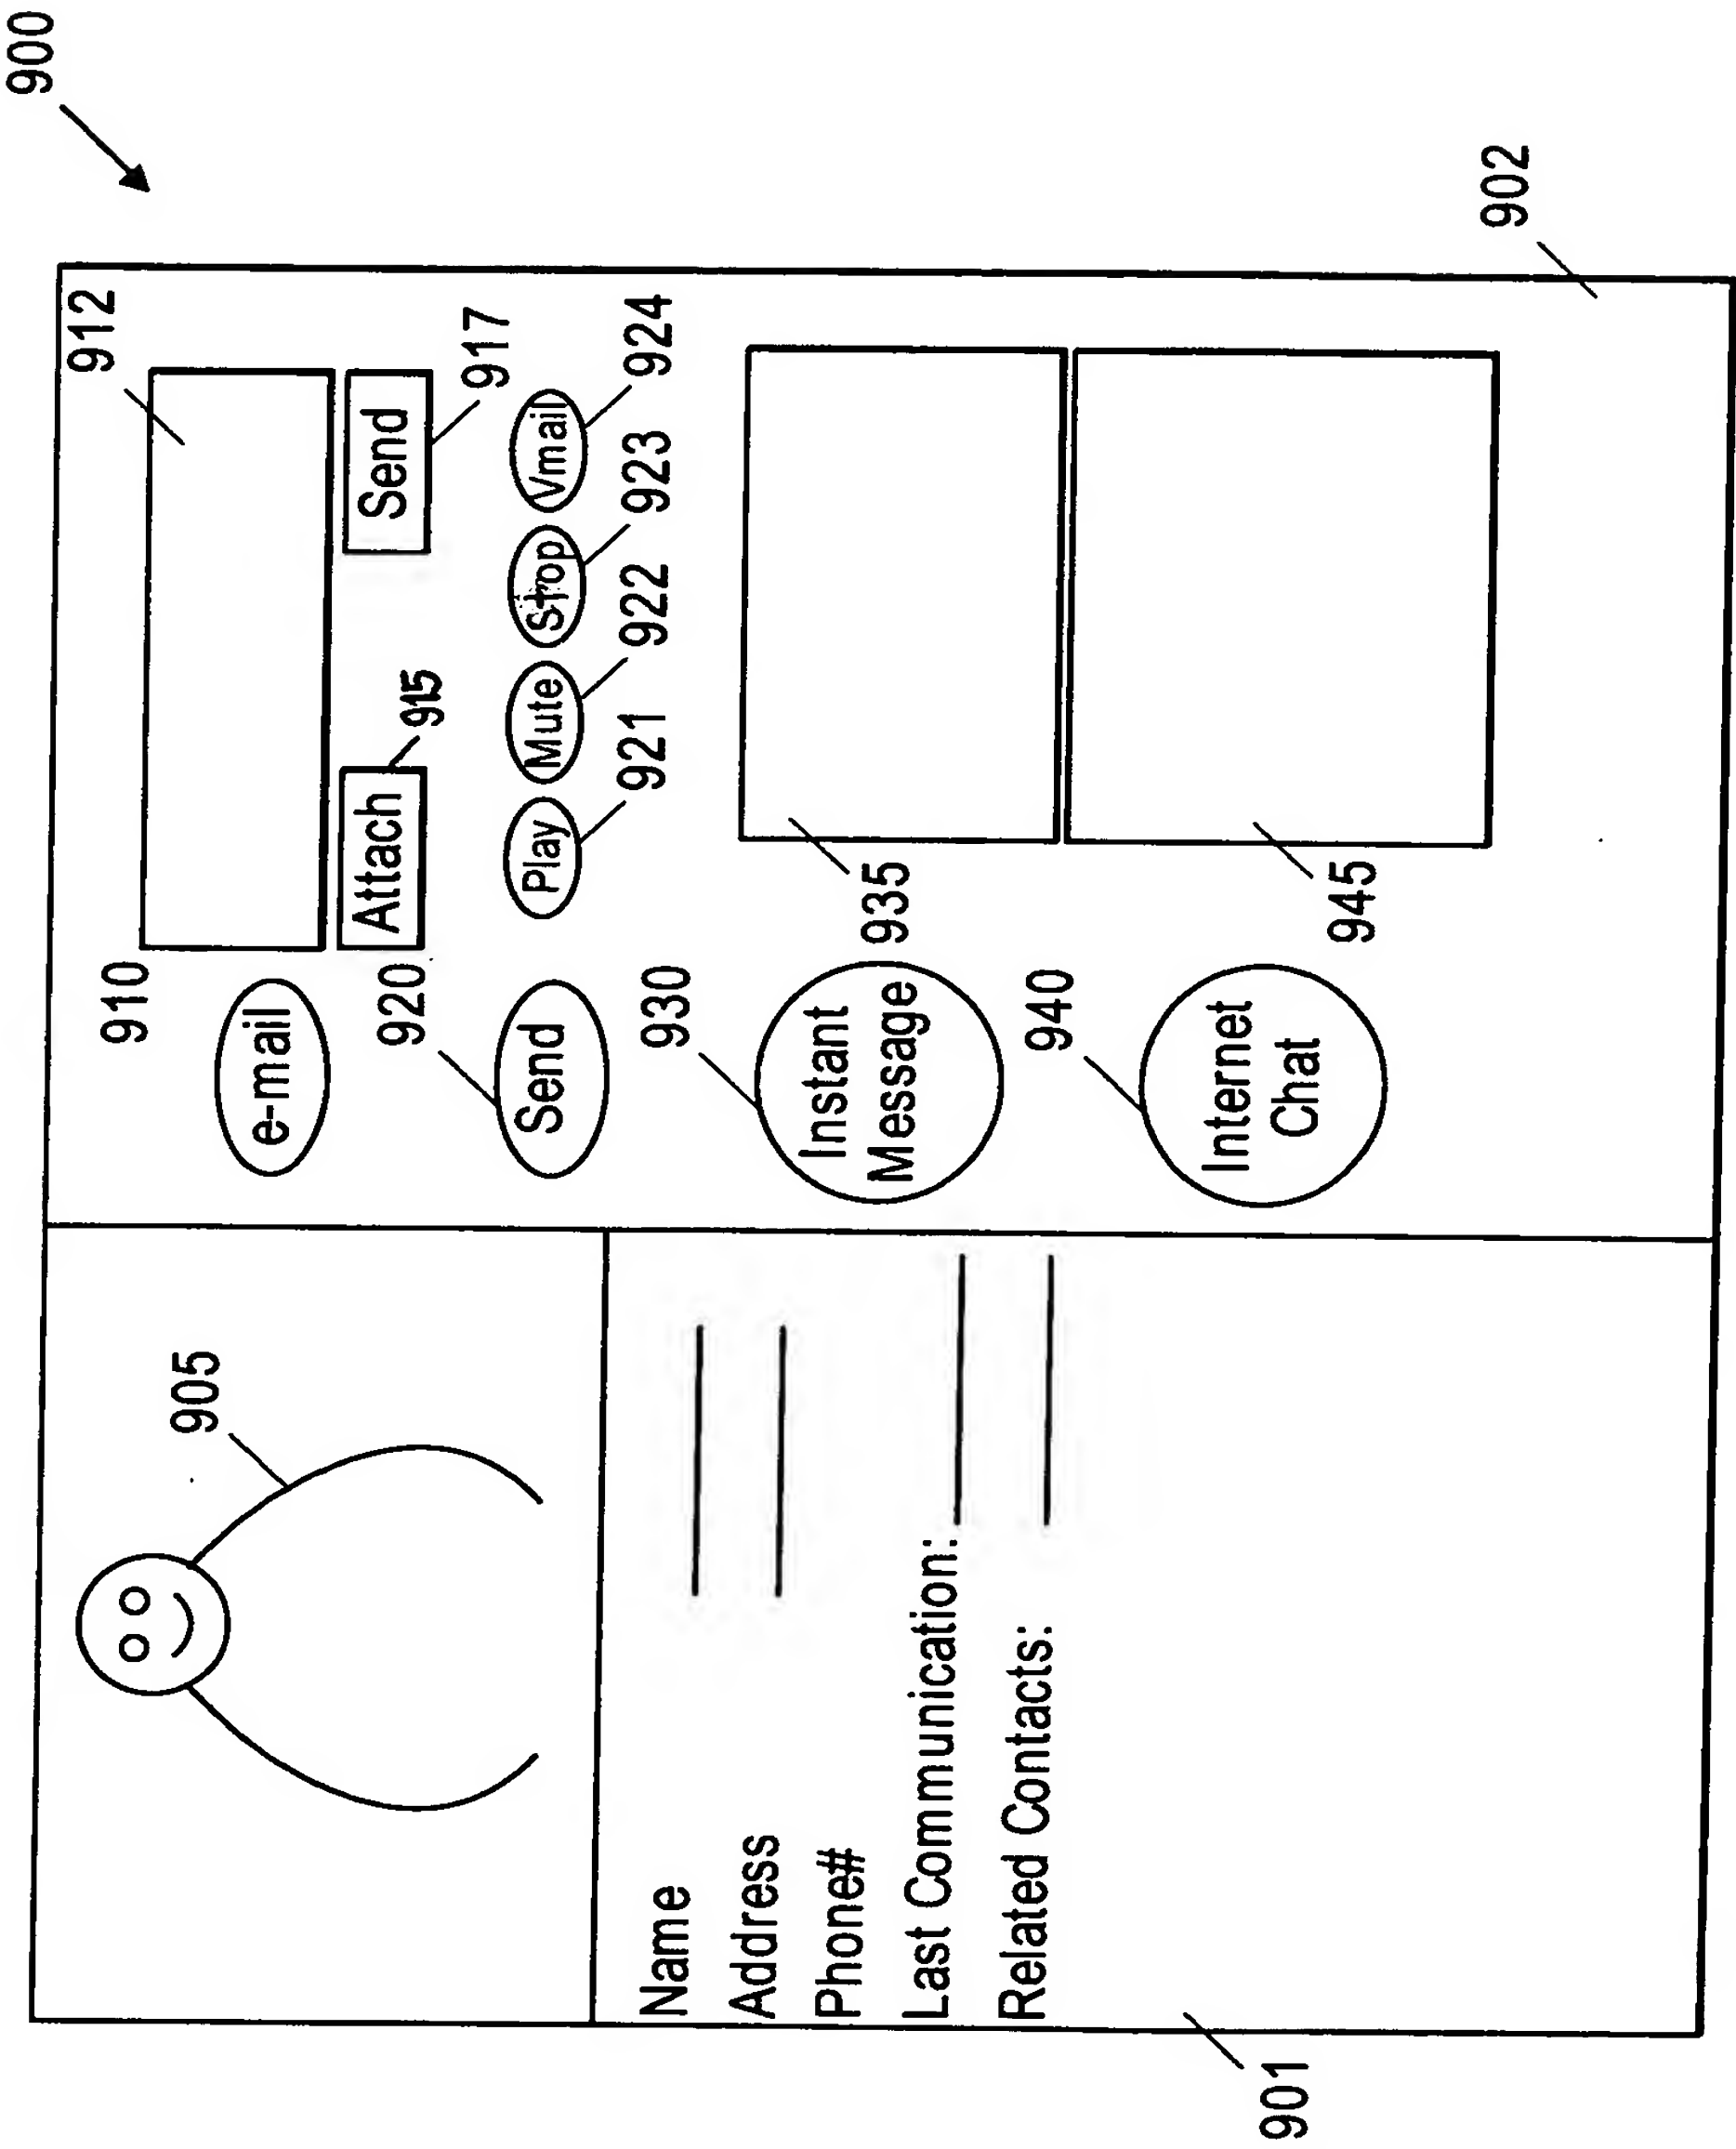 900
905
Name
Address
Phone#
Last Communication:
Related Contacts:
901
910
912
e-mail
Attach
Send
915
917
920
Send
Play
Mute
Stop
Vmail
921
922
923
924
930
Instant
Message
935
940
Internet
Chat
945
902